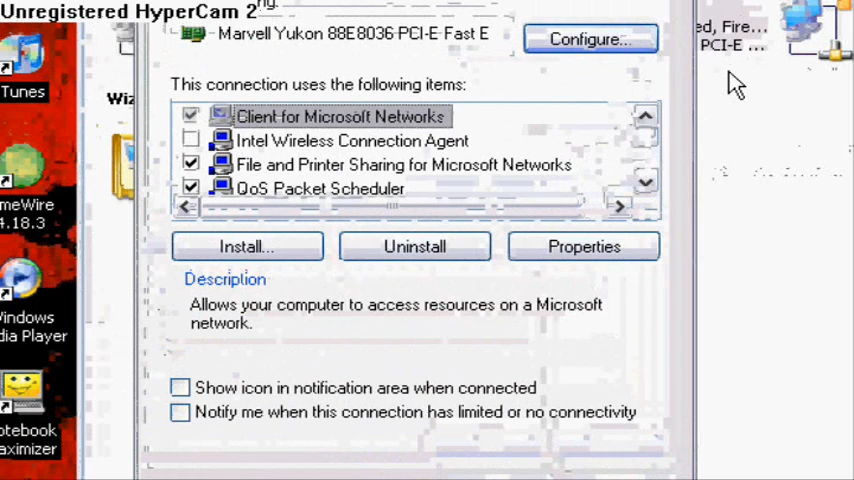 Unregistered HyperCam 2
Marvell Yukon 88E8036 PCI-E Fast E
Configure...
ed, Fire...
PCI-E ...
This connection uses the following items:
Client for Microsoft Networks
Intel Wireless Connection Agent
File and Printer Sharing for Microsoft Networks
QoS Packet Scheduler
Install...
Uninstall
Properties
Description
Allows your computer to access resources on a Microsoft
network.
Show icon in notification area when connected
Notify me when this connection has limited or no connectivity
Tunes
Wiz
meWire
4.18.3
Windows
dia Player
otebook
aximizer